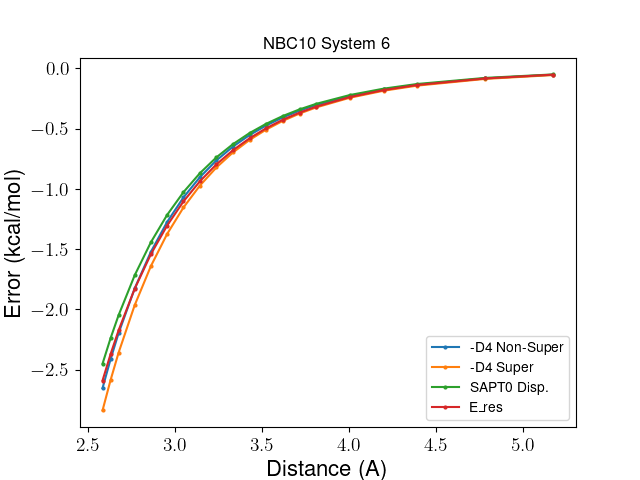 NBC10 System 6
Error (kcal/mol)
0.0
−0.5
−1.0
−1.5
−2.0
−2.5
2.5 3.0 3.5 4.0 4.5 5.0
Distance (A)
-D4 Non-Super
-D4 Super
SAPT0 Disp.
E_res